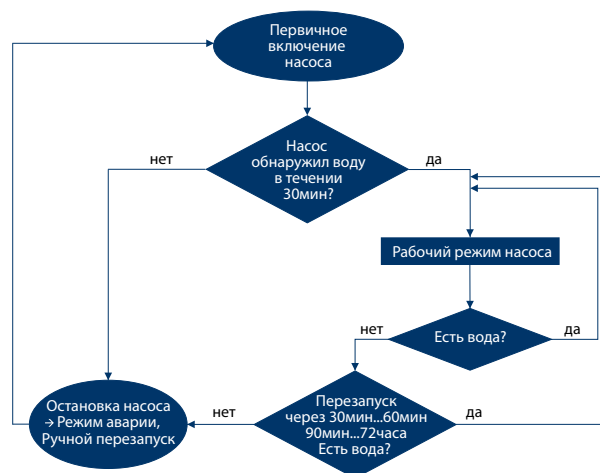 Первичное
включение
насоса
Насос
обнаружил воду
в течении
30мин?
нет
да
Рабочий режим насоса
Есть вода?
нет
да
Перезапуск
через 30мин...60мин
90мин...72часа
Есть вода?
нет
да
Остановка насоса
→ Режим аварии,
Ручной перезапуск